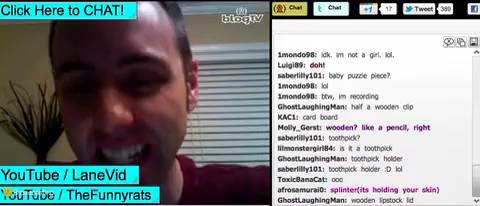 Click Here to CHAT!
blogTV
YouTube / LaneVid
YouTube / TheFunnyrats
Chat
Chat
+1
17
Tweet
389
1mondo98: idk. im not a girl. lol.
Luigi89: doh!
saberlilly101: baby puzzle piece?
1mondo98: lol
1mondo98: btw, im recording
GhostLaughingMan: half a wooden clip
KAC1: card board
Molly_Gerst: wooden? like a pencil, right
saberlilly101: toothpick?
lilmonstergirl84: is it a toothpick
GhostLaughingMan: toothpick holder
saberlilly101: toothpick holder :D lol
ToxicBanaCat: ooo
afrosamurai0: splinter(its holding your skin)
GhostLaughingMan: wooden lipstock lid